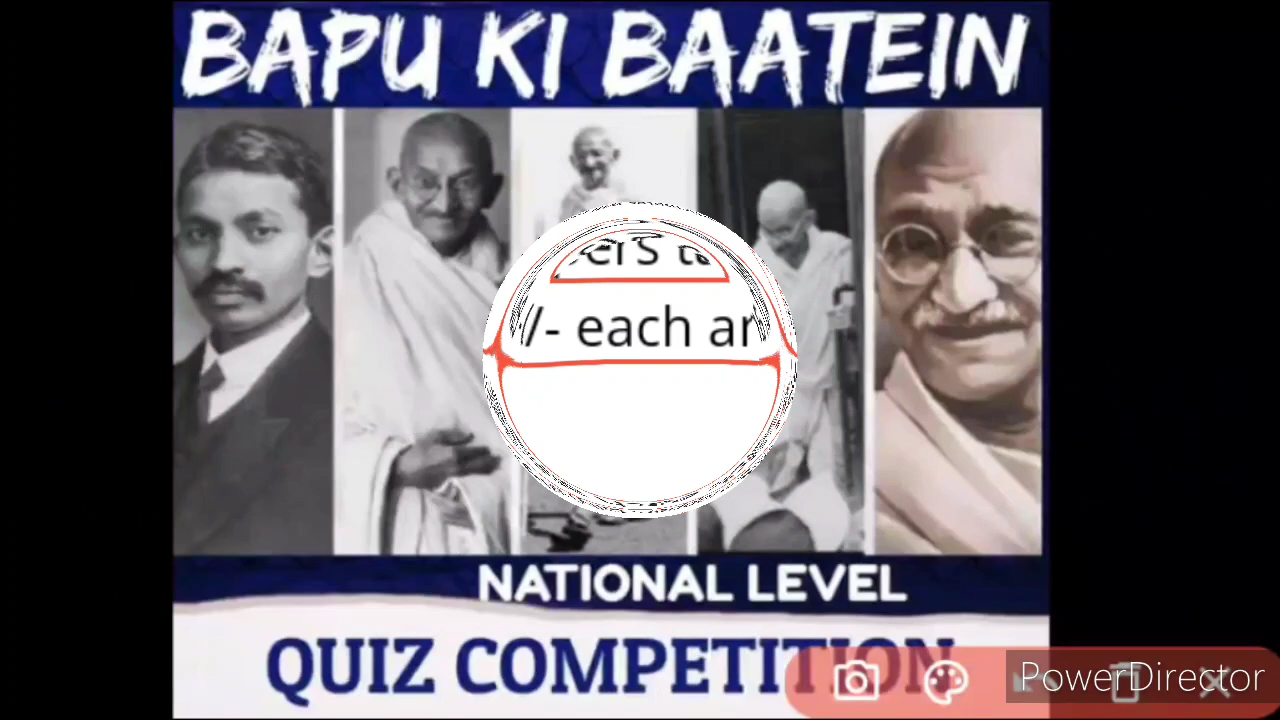 BAPU KI BAATEIN
/- each
NATIONAL LEVEL
QUIZ COMPETITION
PowerDirector